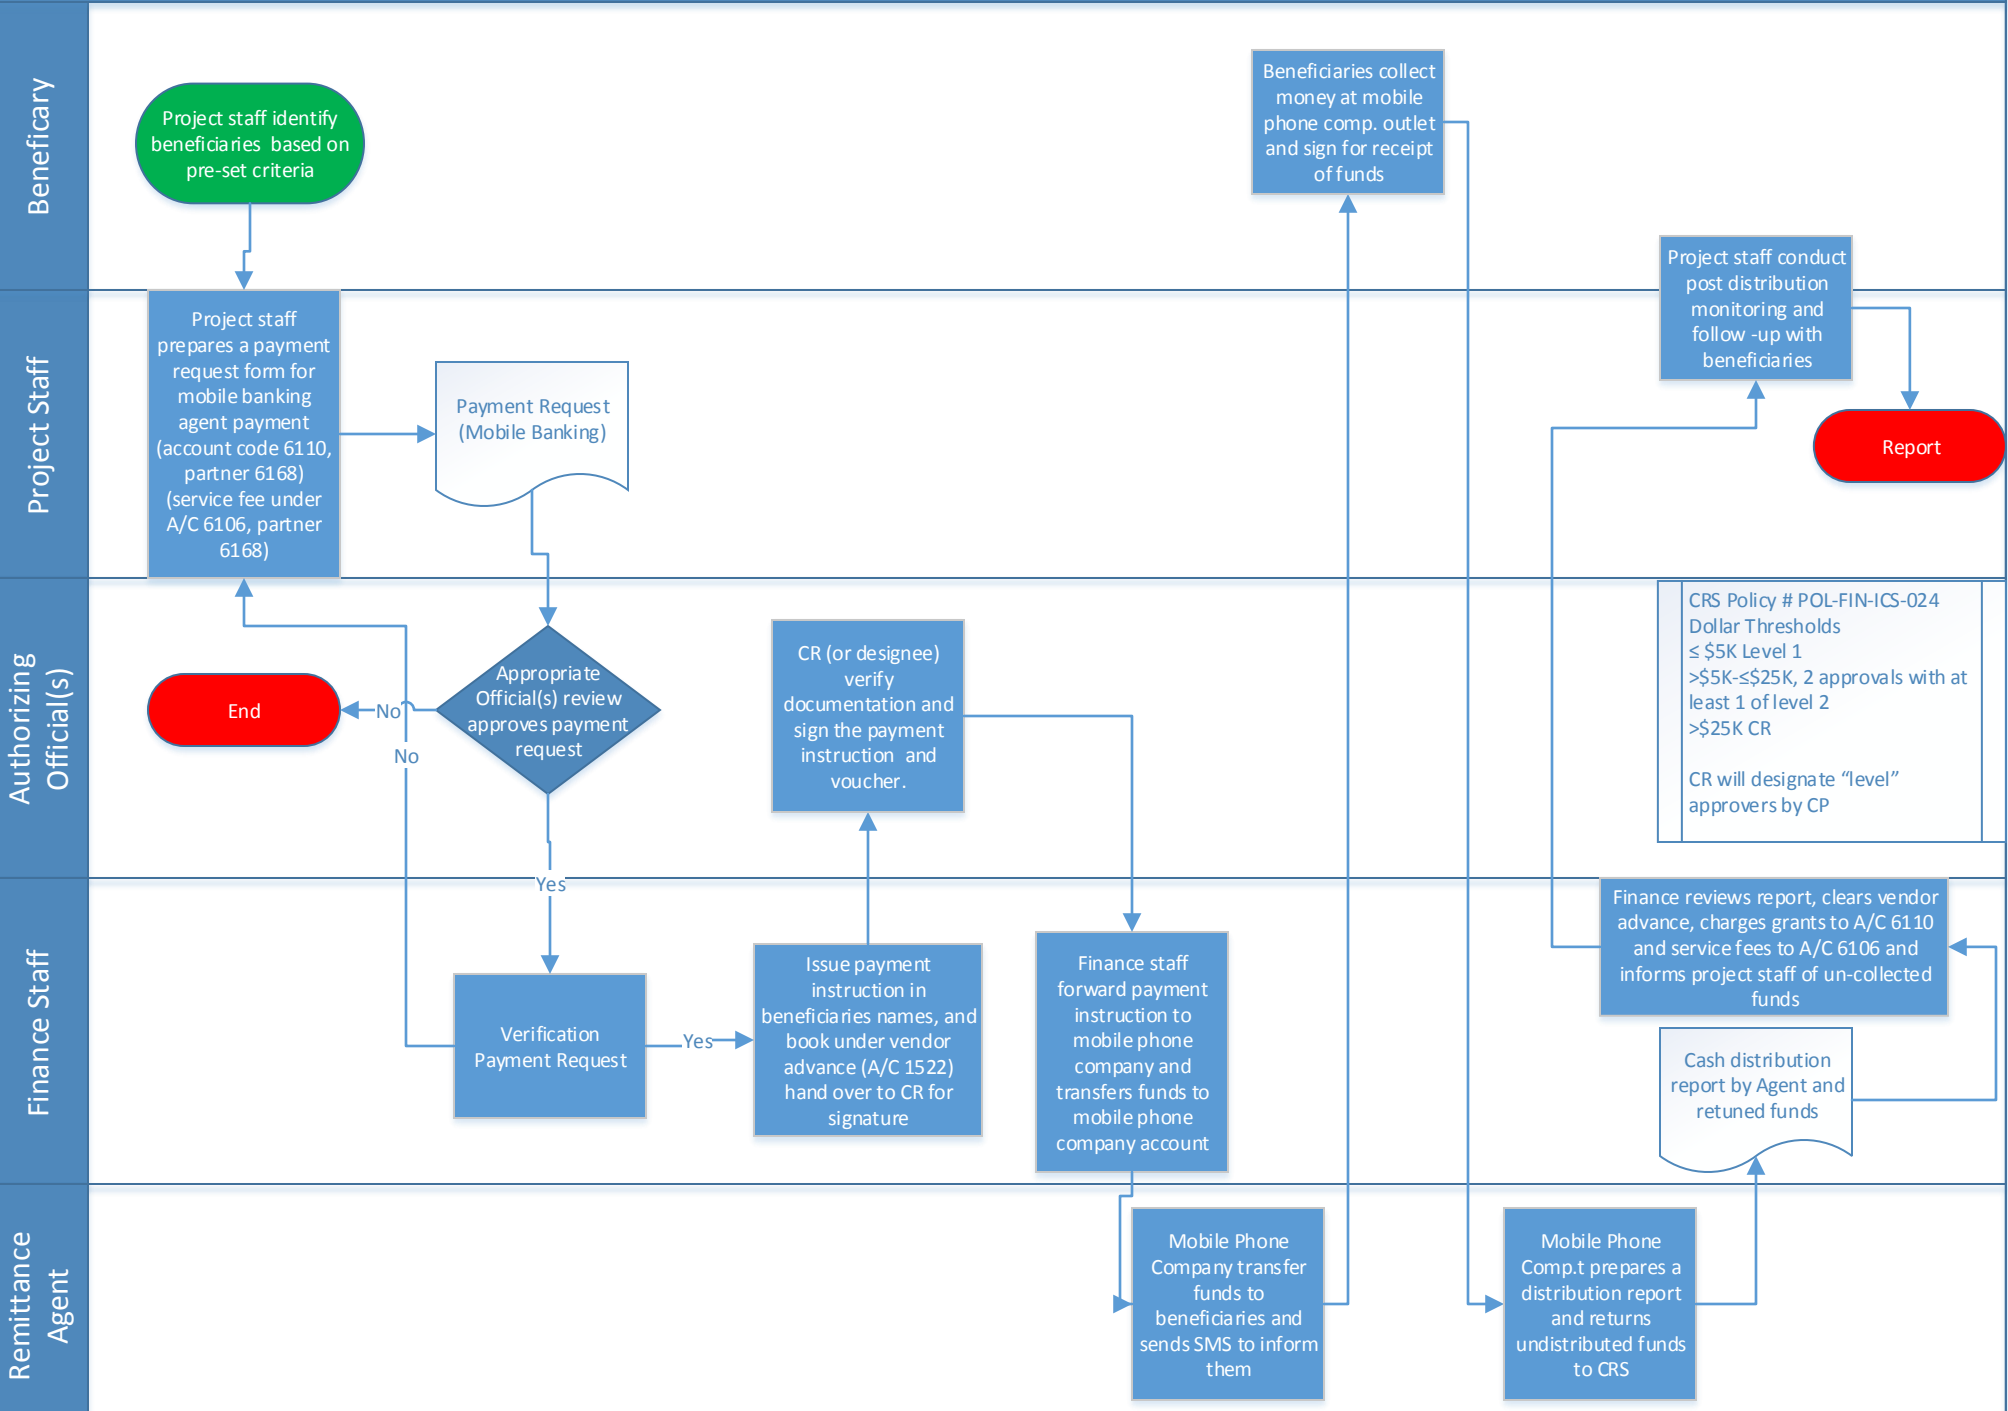 Beneficary
Project staff identify
beneficiaries based on
pre-set criteria
Beneficiaries collect
money at mobile
phone comp. outlet
and sign for receipt
of funds
Project Staff
Project staff
prepares a payment
request form for
mobile banking
agent payment
(account code 6110,
partner 6168)
(service fee under
A/C 6106, partner
6168)
Payment Request
(Mobile Banking)
Project staff conduct
post distribution
monitoring and
follow -up with
beneficiaries
Report
Authorizing
Official(s)
End
No
No
Appropriate
Official(s) review
approves payment
request
Yes
CR (or designee)
verify
documentation and
sign the payment
instruction and
voucher.
CRS Policy # POL-FIN-ICS-024
Dollar Thresholds
≤ $5K Level 1
>$5K-≤$25K, 2 approvals with at
least 1 of level 2
>$25K CR
CR will designate “level”
approvers by CP
Finance Staff
Verification
Payment Request
Yes
Issue payment
instruction in
beneficiaries names, and
book under vendor
advance (A/C 1522)
hand over to CR for
signature
Finance staff
forward payment
instruction to
mobile phone
company and
transfers funds to
mobile phone
company account
Finance reviews report, clears vendor
advance, charges grants to A/C 6110
and service fees to A/C 6106 and
informs project staff of un-collected
funds
Cash distribution
report by Agent and
retuned funds
Remittance
Agent
Mobile Phone
Company transfer
funds to
beneficiaries and
sends SMS to inform
them
Mobile Phone
Comp.t prepares a
distribution report
and returns
undistributed funds
to CRS